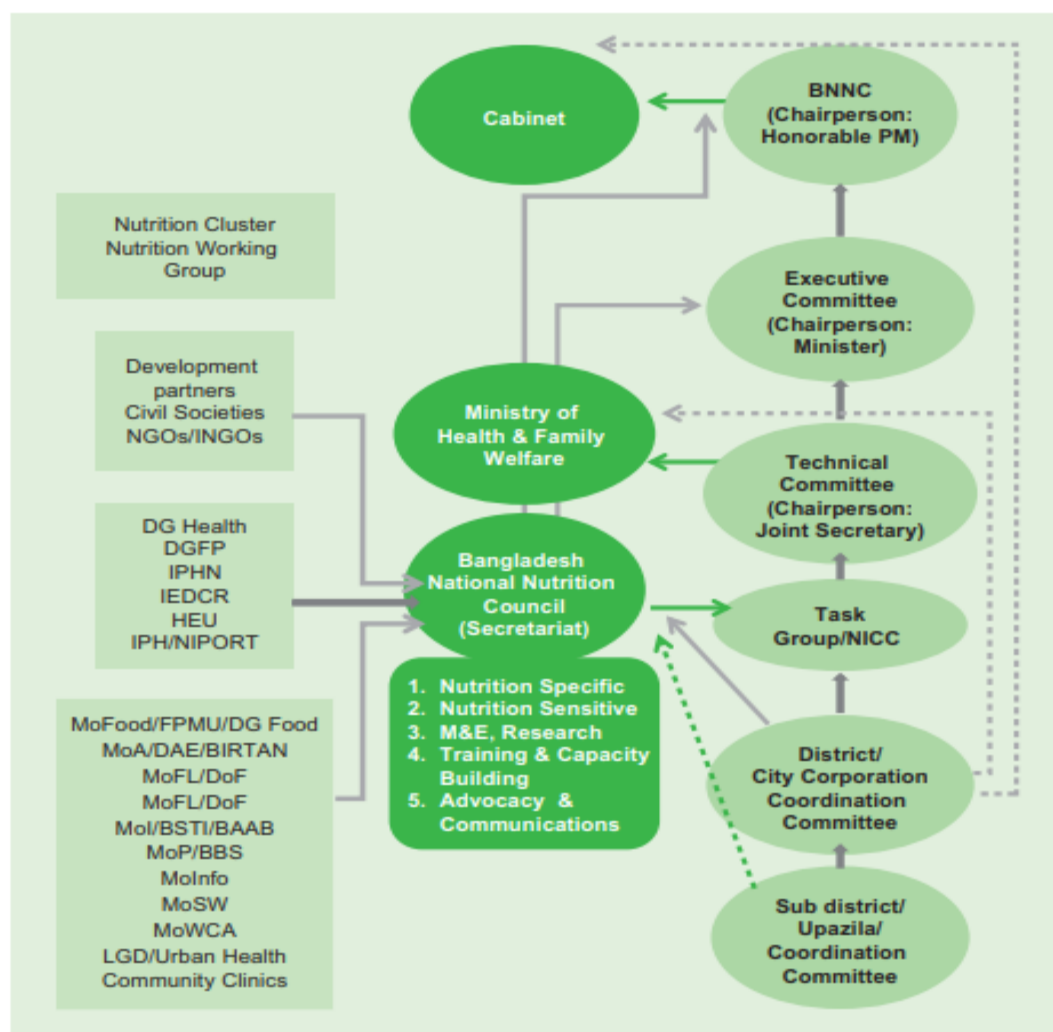 Cabinet
BNNC
(Chairperson:
Honorable PM)
Nutrition Cluster
Nutrition Working
Group
Executive
Committee
(Chairperson:
Minister)
Development
partners
Civil Societies
NGOs/INGOs
Ministry of
Health & Family
Welfare
Technical
Committee
(Chairperson:
Joint Secretary)
DG Health
DGFP
IPHN
IEDCR
HEU
IPH/NIPORT
Bangladesh
National Nutrition
Council
(Secretariat)
Task
Group/NICC
1. Nutrition Specific
2. Nutrition Sensitive
3. M&E, Research
4. Training & Capacity
Building
5. Advocacy &
Communications
MoFood/FPMU/DG Food
MoA/DAE/BIRTAN
MoFL/DoF
MoFL/DoF
MoI/BSTI/BAAB
MoP/BBS
MoInfo
MoSW
MoWCA
LGD/Urban Health
Community Clinics
District/
City Corporation
Coordination
Committee
Sub district/
Upazila/
Coordination
Committee